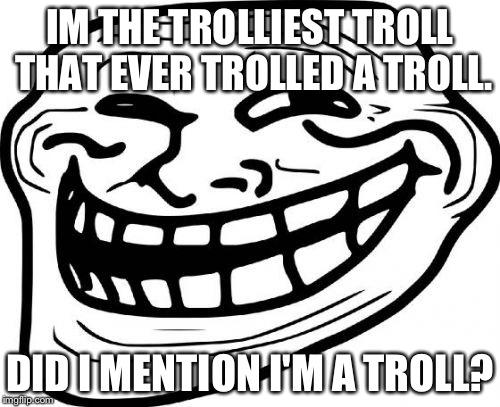 IM THE TROLLIEST TROLL
THAT EVER TROLLED A TROLL.
DID I MENTION I'M A TROLL?
imgflip.com